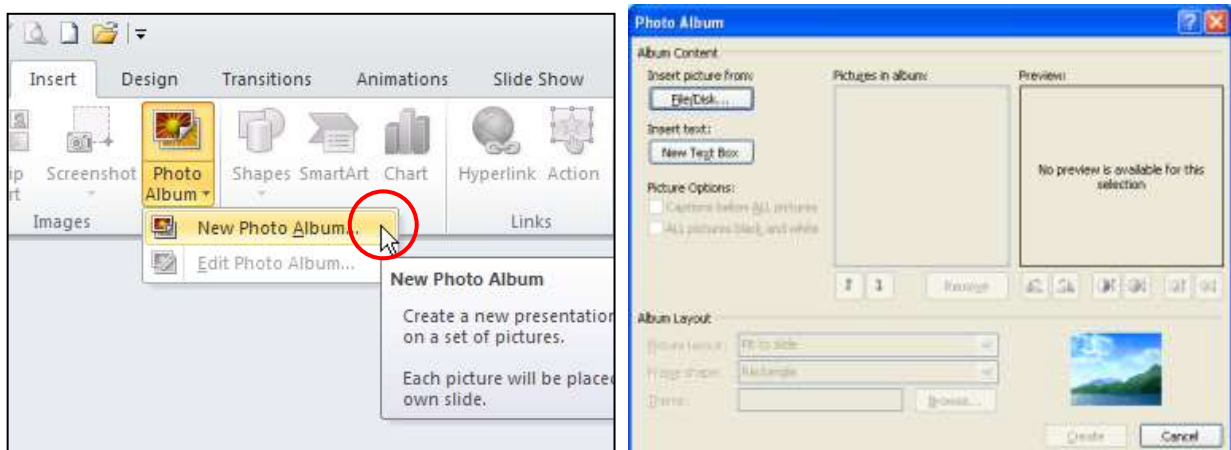 Insert Design Transitions Animations Slide Show
Screenshot Photo Album Shapes SmartArt Chart Hyperlink Action
Images Links
New Photo Album...
Edit Photo Album...
New Photo Album
Create a new presentation
on a set of pictures.
Each picture will be place
own slide.
Photo Album
Album Content
Insert picture from:
Pictures in album:
Preview:
File/Disk...
Insert text:
New Text Box
No preview is available for this
selection
Picture Options:
Captions below ALL pictures
ALL pictures black and white
Remove
Album Layout
Picture layout: Fit to slide
Rectangle
Theme:
Browse...
Create Cancel